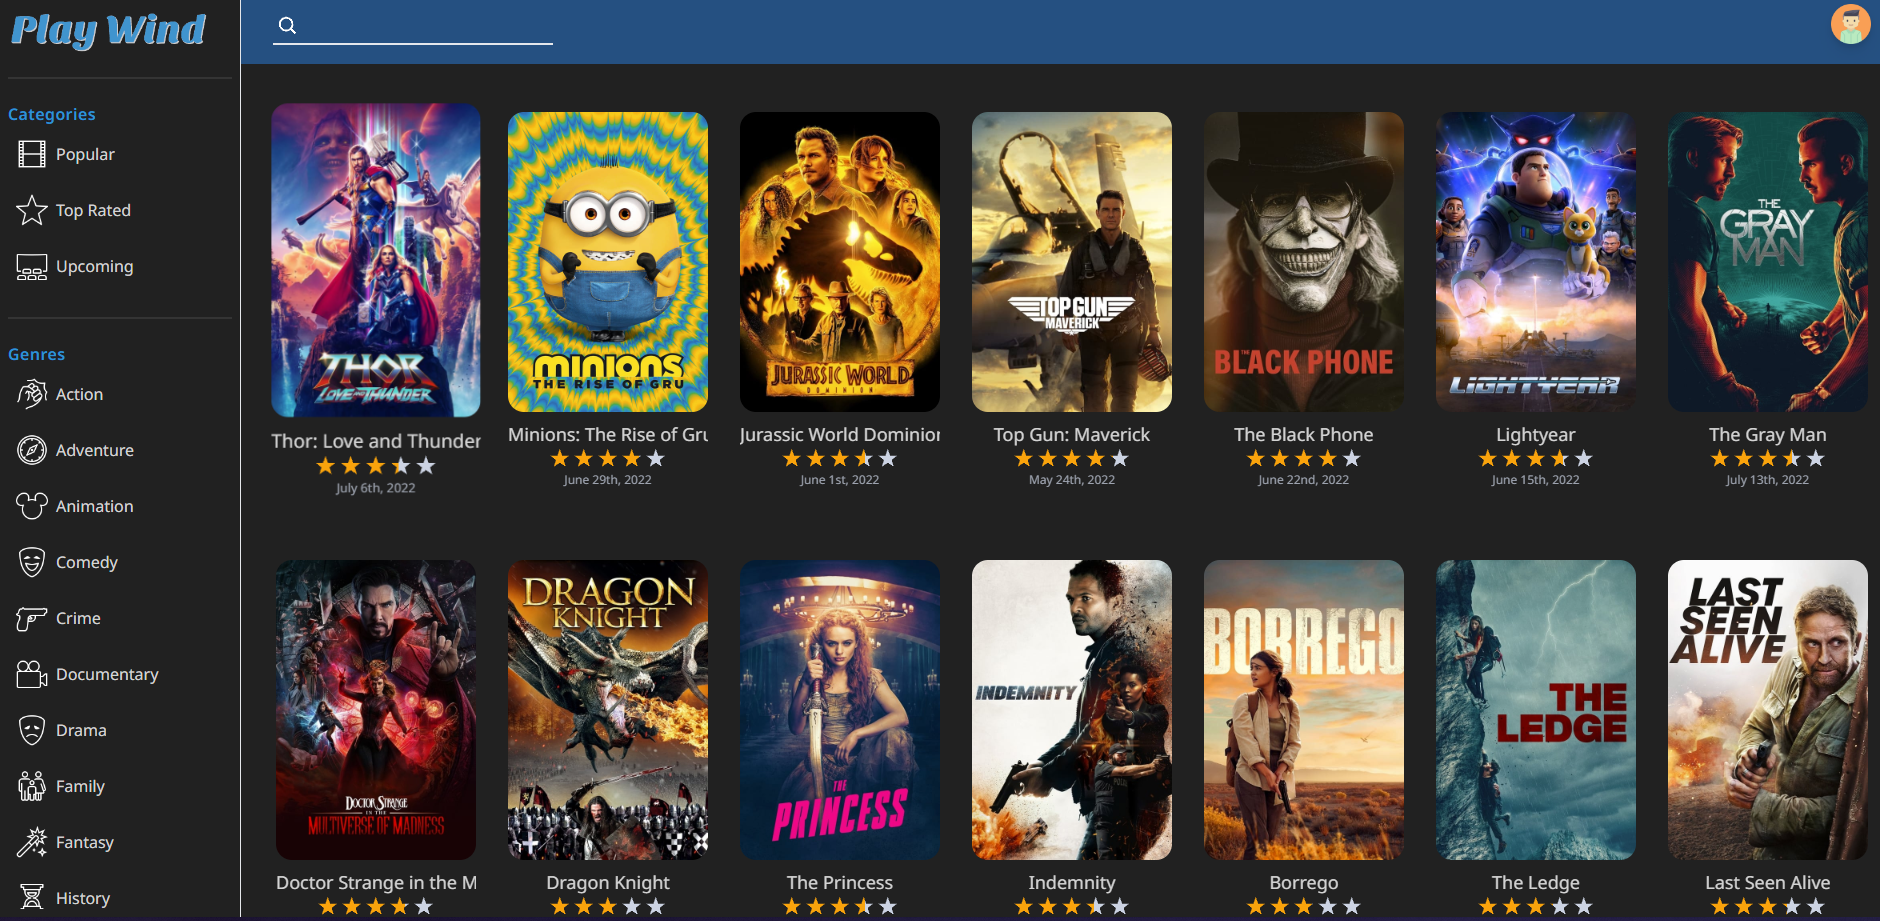 Play Wind
Categories
Popular
Top Rated
Upcoming
Genres
Action
Adventure
Animation
Comedy
Crime
Documentary
Drama
Family
Fantasy
History
THOR
LOVE AND THUNDER
Thor: Love and Thunder
July 6th, 2022
minions
THE RISE OF GRU
Minions: The Rise of Gru
June 29th, 2022
JURASSIC WORLD
DOMINION
Jurassic World Dominion
June 1st, 2022
TOP GUN
MAVERICK
Top Gun: Maverick
May 24th, 2022
THE BLACK PHONE
The Black Phone
June 22nd, 2022
LIGHTYEAR
Lightyear
June 15th, 2022
THE
GRAY
MAN
The Gray Man
July 13th, 2022
DOCTOR STRANGE
IN THE
MULTIVERSE OF MADNESS
Doctor Strange in the M
DRAGON
KNIGHT
Dragon Knight
THE
PRINCESS
The Princess
INDEMNITY
Indemnity
BORREGO
Borrego
THE
LEDGE
The Ledge
LAST
SEEN
ALIVE
Last Seen Alive